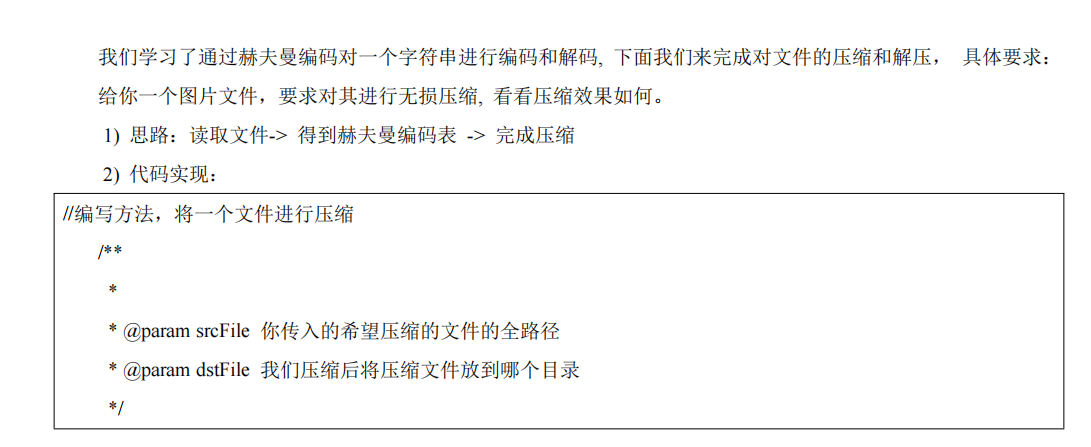 我们学习了通过赫夫曼编码对一个字符串进行编码和解码, 下面我们来完成对文件的压缩和解压， 具体要求：
给你一个图片文件，要求对其进行无损压缩, 看看压缩效果如何。
1) 思路：读取文件-> 得到赫夫曼编码表 -> 完成压缩
2) 代码实现：
//编写方法，将一个文件进行压缩
/**
*
* @param srcFile 你传入的希望压缩的文件的全路径
* @param dstFile 我们压缩后将压缩文件放到哪个目录
*/